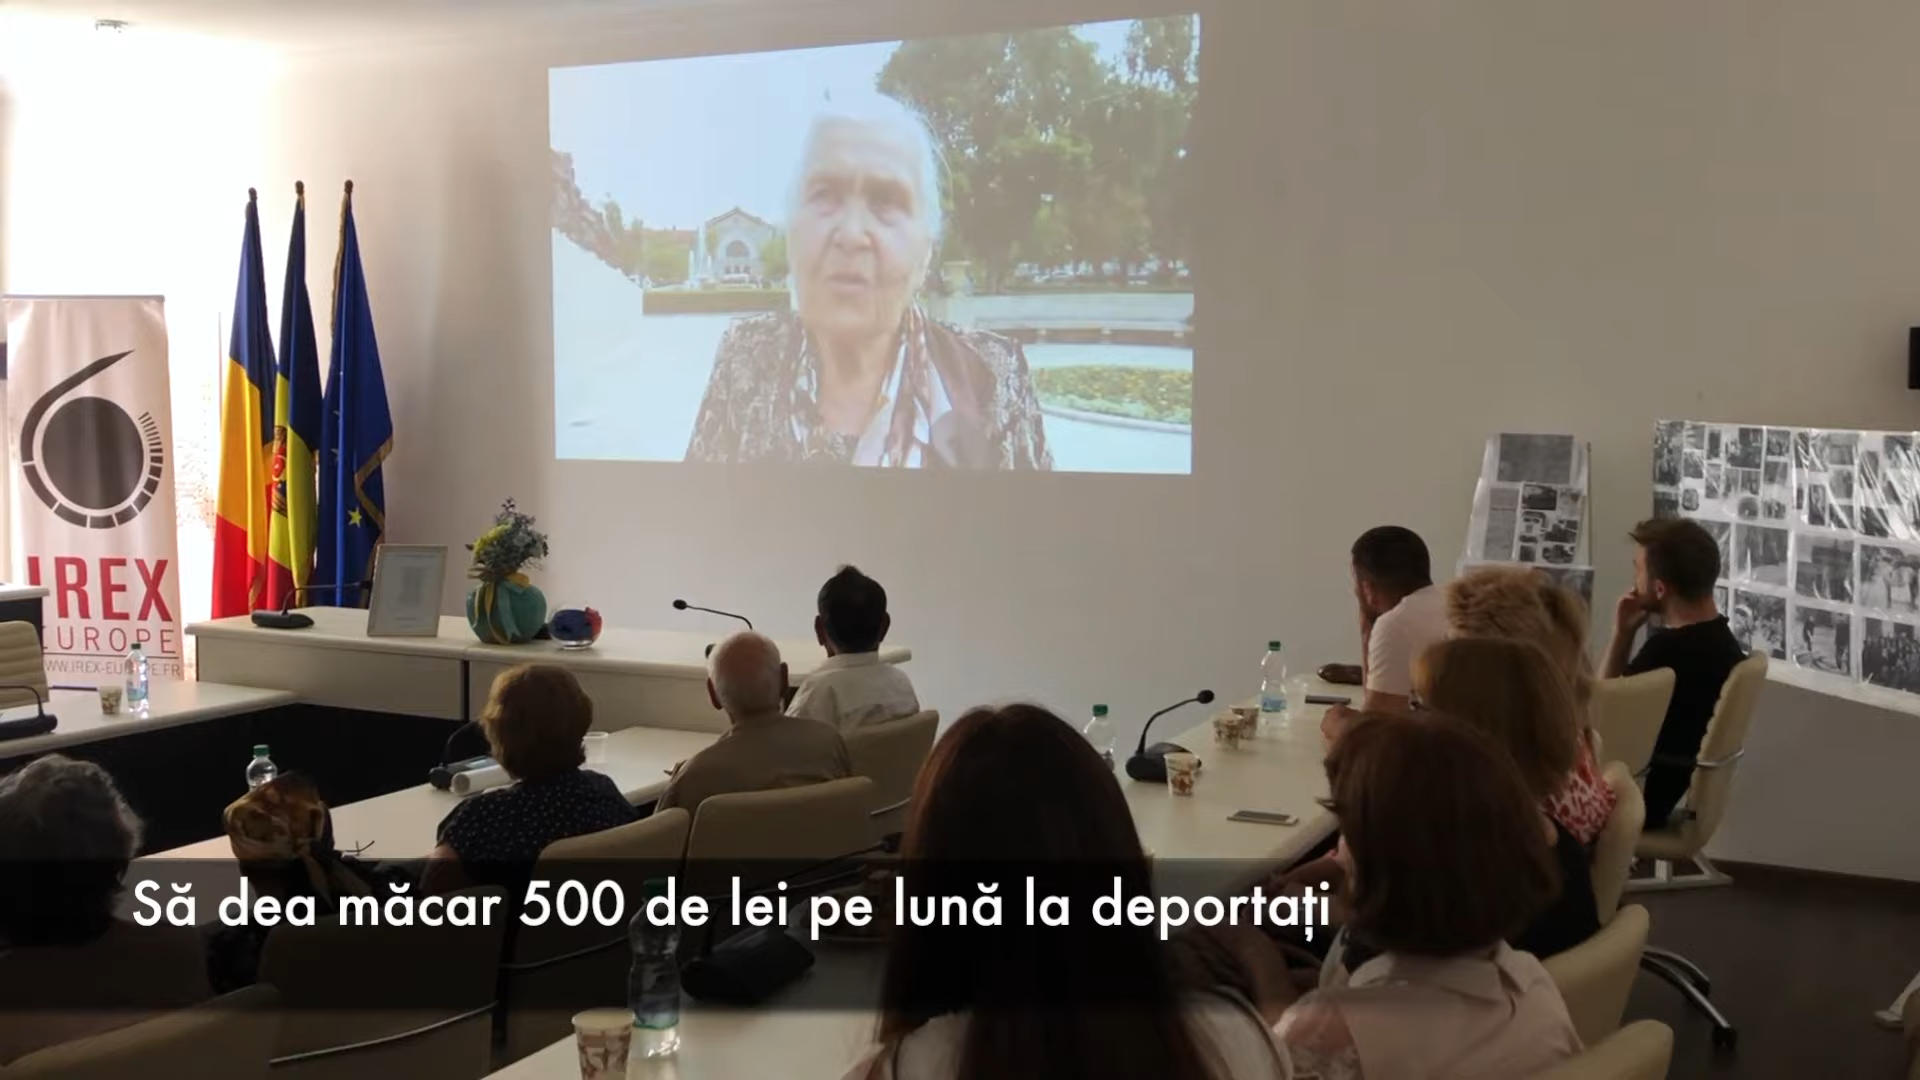 IREX
EUROPE
WWW.IREX-EUROPE.FR
Să dea măcar 500 de lei pe lună la deportați